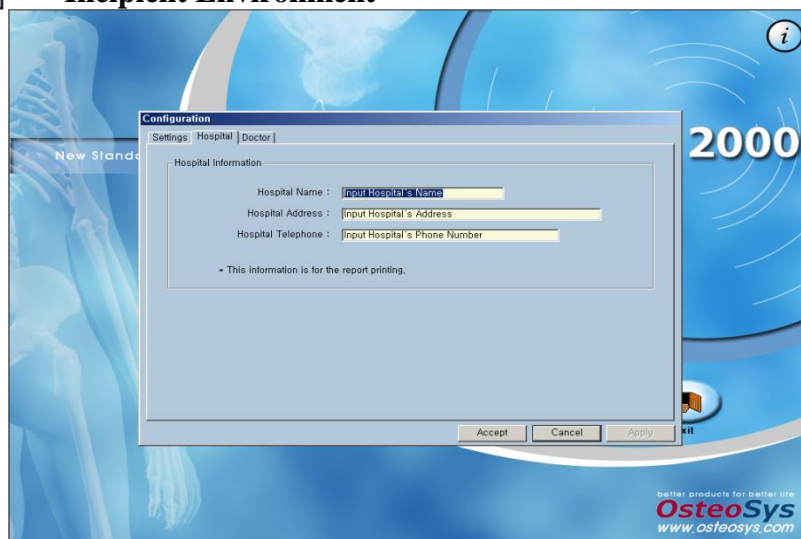 Incipient Environment
i
Configuration
Settings Hospital Doctor
2000
New Stand
Hospital Information
Hospital Name : Input Hospital's Name
Hospital Address : Input Hospital's Address
Hospital Telephone : Input Hospital's Phone Number
* This information is for the report printing.
Accept Cancel Apply
xit
better products for better life
OsteoSys
www.osteosys.com